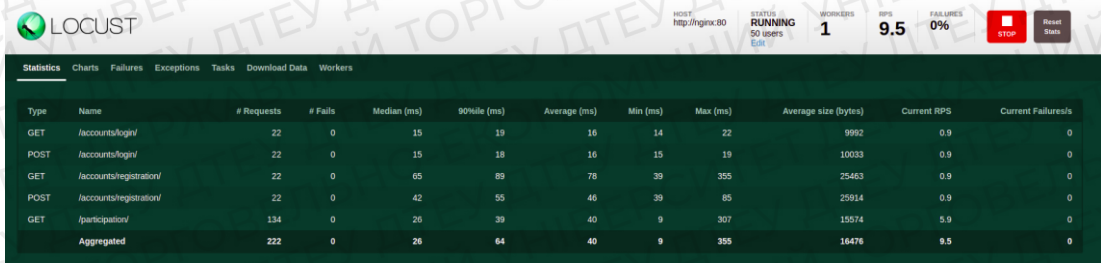 LOCUST
HOST
http://nginx:80
STATUS
RUNNING
50 users
Edit
WORKERS
1
RPS
9.5
FAILURES
0%
STOP
Reset
Stats
Statistics Charts Failures Exceptions Tasks Download Data Workers
Type Name # Requests # Fails Median (ms) 90%ile (ms) Average (ms) Min (ms) Max (ms) Average size (bytes) Current RPS Current Failures/s
GET /accounts/login/ 22 0 15 19 16 14 22 9992 0.9 0
POST /accounts/login/ 22 0 15 18 16 15 19 10033 0.9 0
GET /accounts/registration/ 22 0 65 89 78 39 355 25463 0.9 0
POST /accounts/registration/ 22 0 42 55 46 39 85 25914 0.9 0
GET /participation/ 134 0 26 39 40 9 307 15574 5.9 0
Aggregated 222 0 26 64 40 9 355 16476 9.5 0